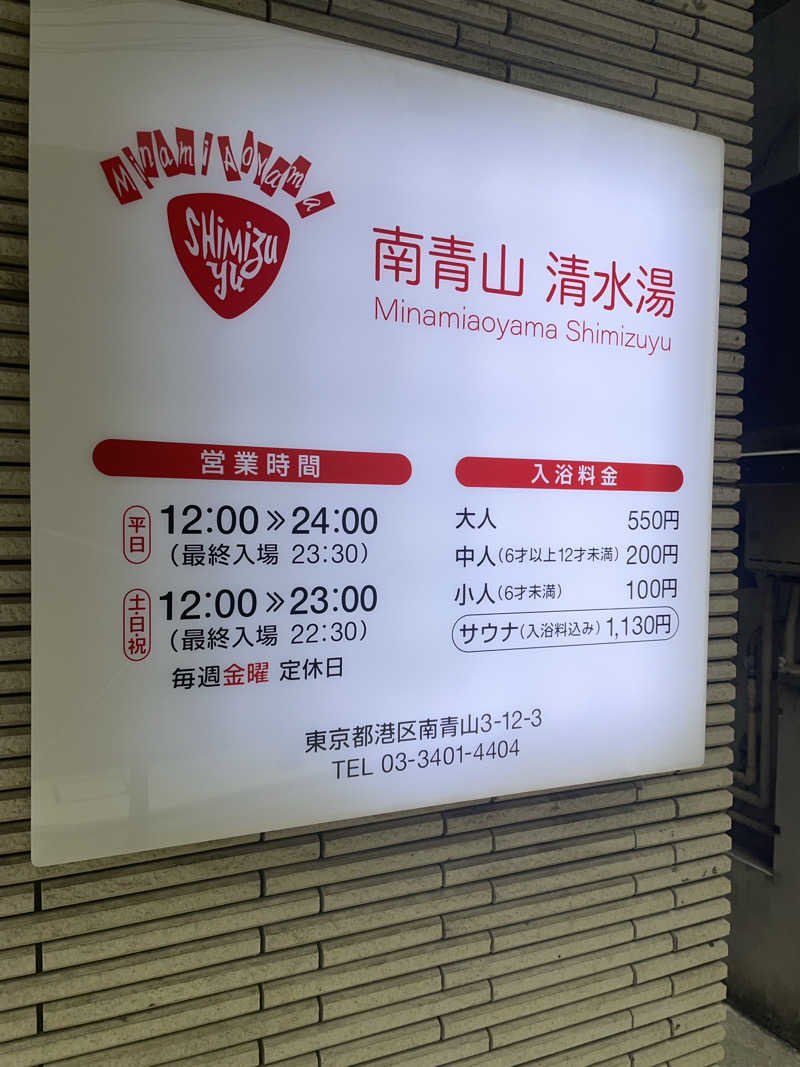 Minami Aoyama
SHimizu
yu
南青山 清水湯
Minamiaoyama Shimizuyu
営業時間
平日 12:00 » 24:00
（最終入場 23:30）
土・日・祝 12:00 » 23:00
（最終入場 22:30）
毎週金曜 定休日
入浴料金
大人 550円
中人（6才以上12才未満） 200円
小人（6才未満） 100円
サウナ（入浴料込み） 1,130円
東京都港区南青山3-12-3
TEL 03-3401-4404